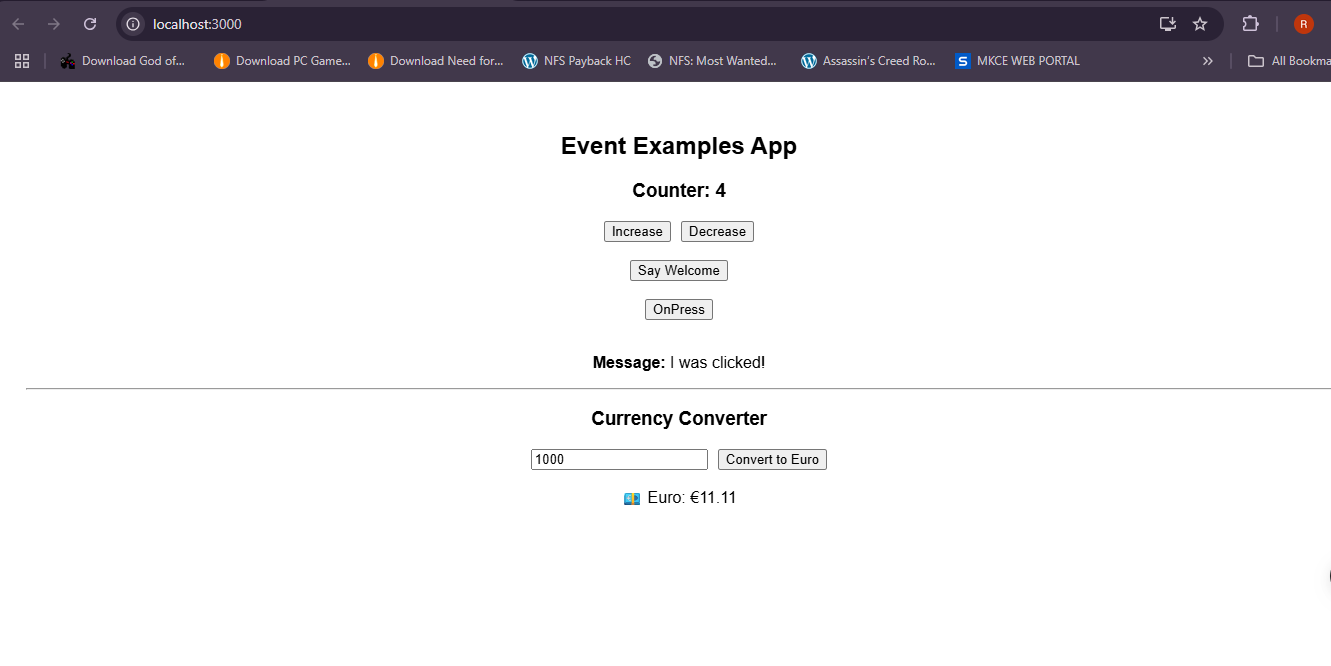 localhost:3000
R
Download God of... Download PC Game... Download Need for... NFS Payback HC NFS: Most Wanted... Assassin's Creed Ro... S MKCE WEB PORTAL » All Bookma
Event Examples App
Counter: 4
Increase Decrease
Say Welcome
OnPress
Message: I was clicked!
Currency Converter
1000 Convert to Euro
Euro: €11.11